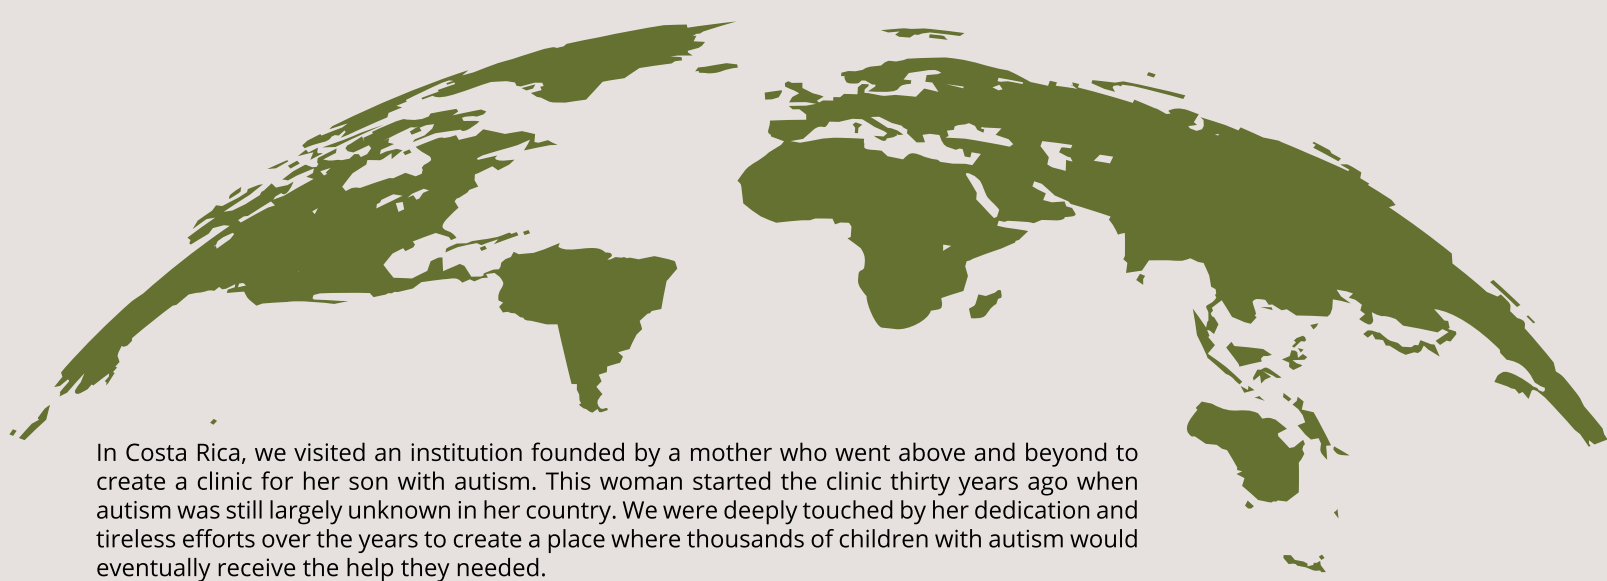 In Costa Rica, we visited an institution founded by a mother who went above and beyond to
create a clinic for her son with autism. This woman started the clinic thirty years ago when
autism was still largely unknown in her country. We were deeply touched by her dedication and
tireless efforts over the years to create a place where thousands of children with autism would
eventually receive the help they needed.